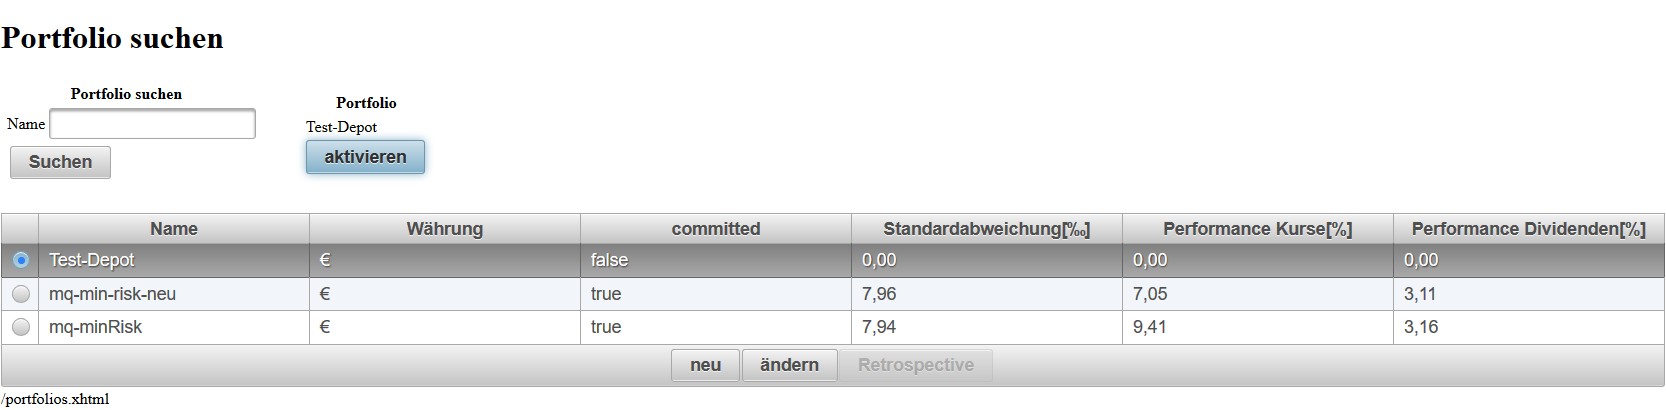 Portfolio suchen
Portfolio suchen
Name
Suchen
Portfolio
Test-Depot
aktivieren
Name Währung committed Standardabweichung[‰] Performance Kurse[%] Performance Dividenden[%]
Test-Depot € false 0,00 0,00 0,00
mq-min-risk-neu € true 7,96 7,05 3,11
mq-minRisk € true 7,94 9,41 3,16
neu ändern Retrospective
/portfolios.xhtml